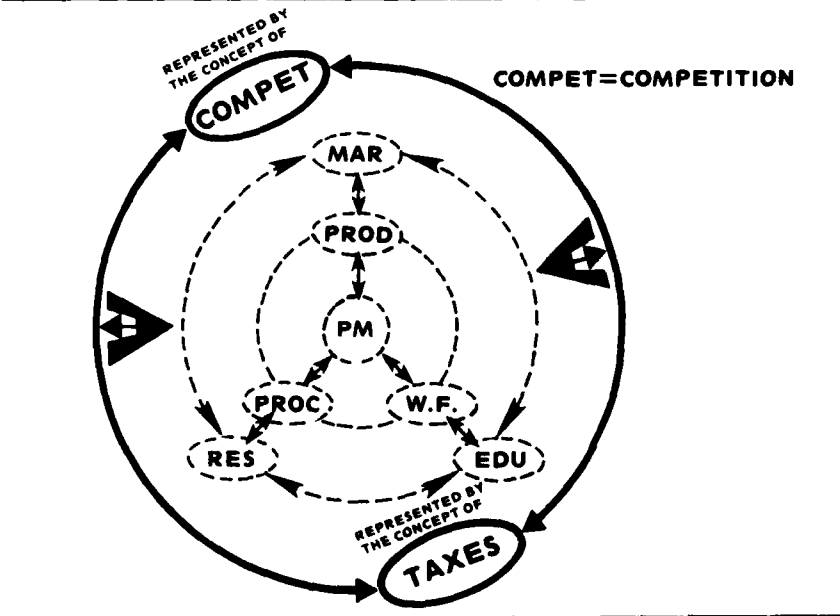 REPRESENTED BY
THE CONCEPT OF
COMPET
COMPET=COMPETITION
MAR
PROD
PM
PROC
W.F.
RES
EDU
REPRESENTED BY
THE CONCEPT OF
TAXES